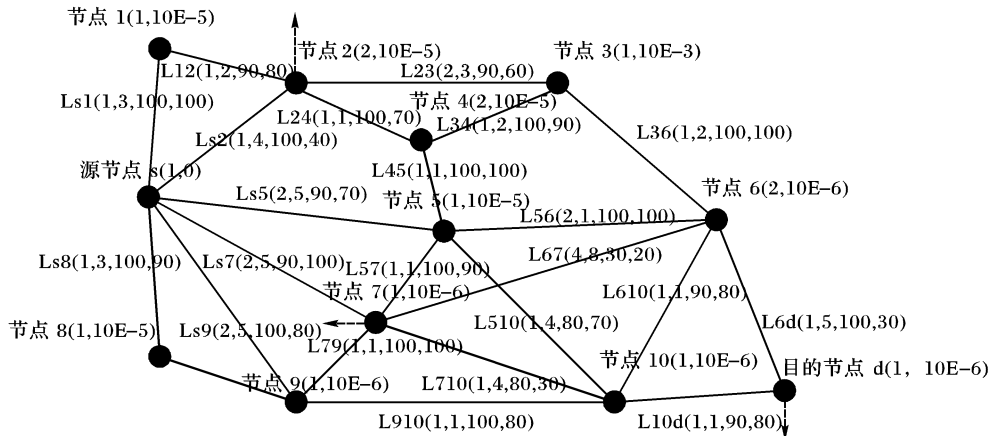 节点 1(1,10E-5)
节点2(2,10E-5)
节点 3(1,10E-3)
L12(1,2,90,80)
L23(2,3,90,60)
Ls1(1,3,100,100)
节点 4(2,10E-5)
L24(1,1,100,70)
L34(1,2,100,90)
Ls2(1,4,100,40)
L36(1,2,100,100)
源节点 s(1,0)
L45(1,1,100,100)
Ls5(2,5,90,70)
节点 5(1,10E-5)
节点 6(2,10E-6)
L56(2,1,100,100)
Ls8(1,3,100,90)
Ls7(2,5,90,100)
L57(1,1,100,90)
L67(4,8,30,20)
节点 7(1,10E-6)
L610(1,1,90,80)
节点 8(1,10E-5)
Ls9(2,5,100,80)
L510(1,4,80,70)
L6d(1,5,100,30)
L79(1,1,100,100)
节点 10(1,10E-6)
目的节点 d(1, 10E-6)
节点 9(1,10E-6)
L710(1,4,80,30)
L910(1,1,100,80)
L10d(1,1,90,80)